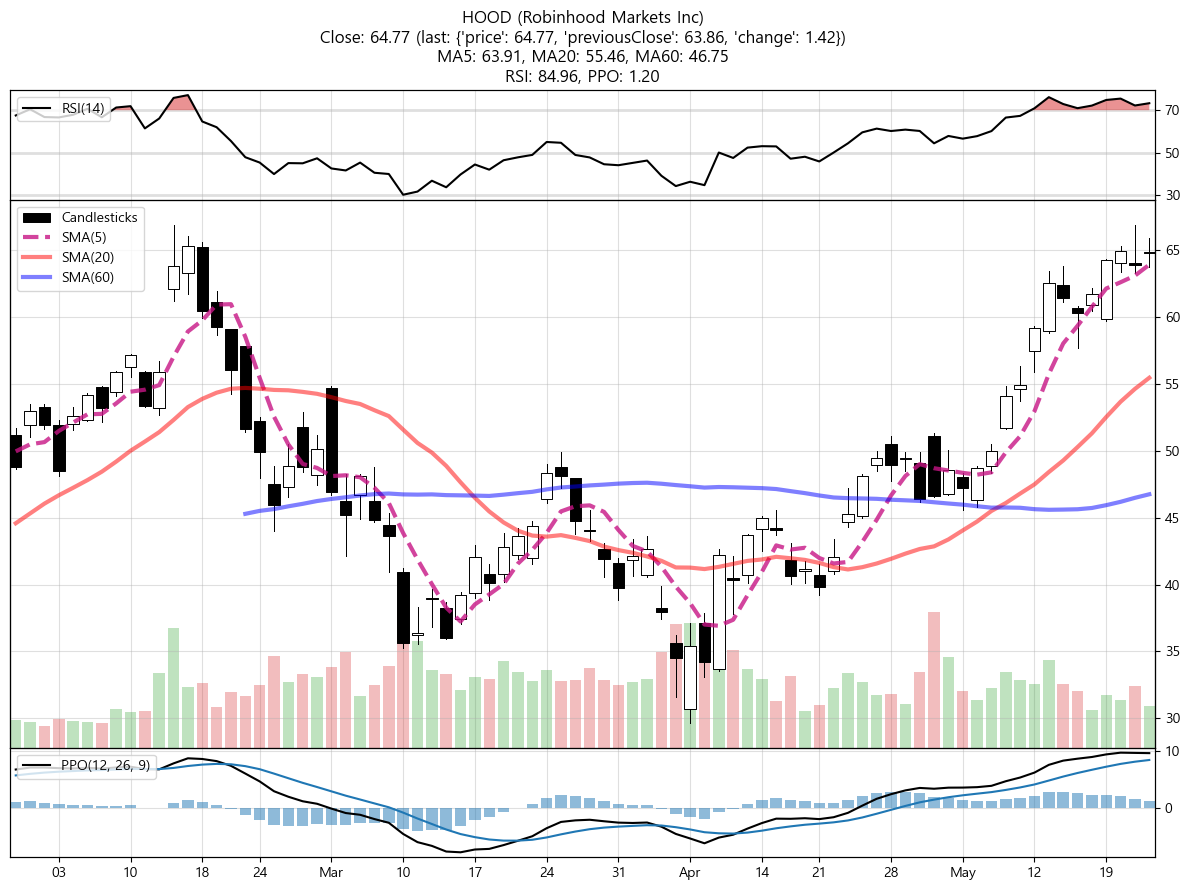 HOOD (Robinhood Markets Inc)
Close: 64.77 (last: {'price': 64.77, 'previousClose': 63.86, 'change': 1.42})
MA5: 63.91, MA20: 55.46, MA60: 46.75
RSI: 84.96, PPO: 1.20
RSI(14)
70
50
30
Candlesticks
SMA(5)
SMA(20)
SMA(60)
65
60
55
50
45
40
35
30
PPO(12, 26, 9)
10
0
03 10 18 24 Mar 10 17 24 31 Apr 14 21 28 May 12 19